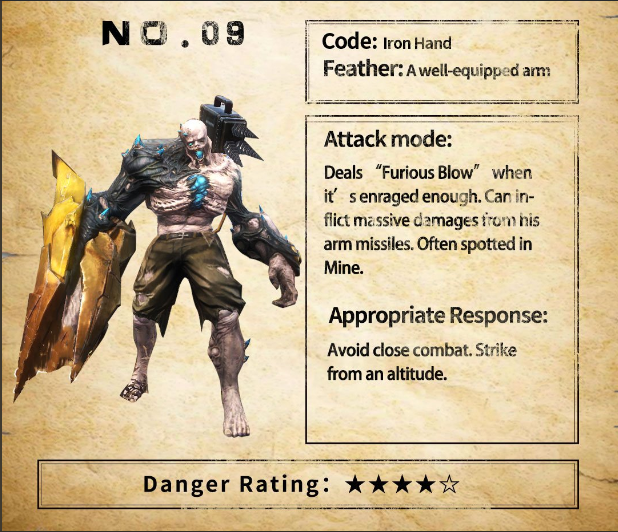 NO.09
Code: Iron Hand
Feather: A well-equipped arm
Attack mode:
Deals “Furious Blow” when
it’ s enraged enough. Can in-
flict massive damages from his
arm missiles. Often spotted in
Mine.
Appropriate Response:
Avoid close combat. Strike
from an altitude.
Danger Rating: ★★★★☆